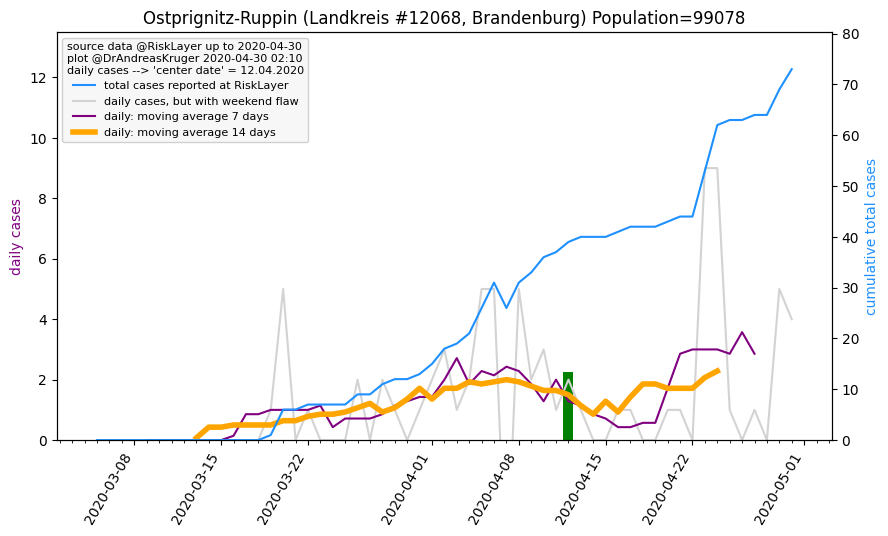 Ostprignitz-Ruppin (Landkreis #12068, Brandenburg) Population=99078
source data @RiskLayer up to 2020-04-30
plot @DrAndreasKruger 2020-04-30 02:10
daily cases --> 'center date' = 12.04.2020
total cases reported at RiskLayer
daily cases, but with weekend flaw
daily: moving average 7 days
daily: moving average 14 days
daily cases
0
2
4
6
8
10
12
cumulative total cases
0
10
20
30
40
50
60
70
80
2020-03-08
2020-03-15
2020-03-22
2020-04-01
2020-04-08
2020-04-15
2020-04-22
2020-05-01